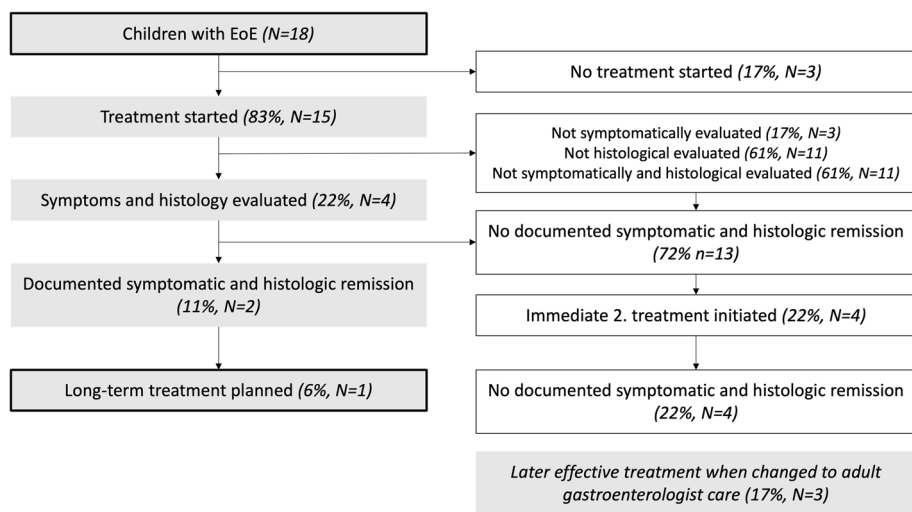 Children with EoE (N=18)
No treatment started (17%, N=3)
Treatment started (83%, N=15)
Not symptomatically evaluated (17%, N=3)
Not histological evaluated (61%, N=11)
Not symptomatically and histological evaluated (61%, N=11)
Symptoms and histology evaluated (22%, N=4)
No documented symptomatic and histologic remission
(72% n=13)
Documented symptomatic and histologic remission
(11%, N=2)
Immediate 2. treatment initiated (22%, N=4)
Long-term treatment planned (6%, N=1)
No documented symptomatic and histologic remission
(22%, N=4)
Later effective treatment when changed to adult
gastroenterologist care (17%, N=3)